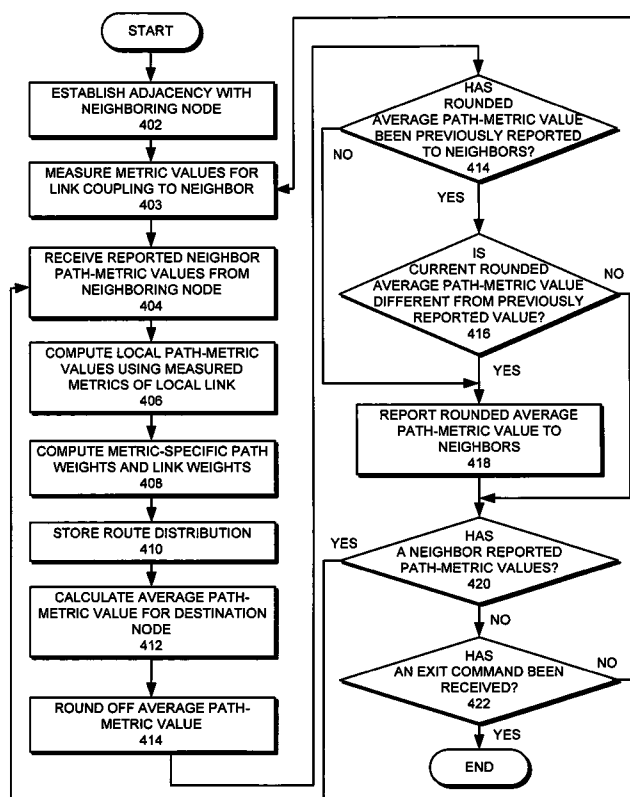 START
ESTABLISH ADJACENCY WITH
NEIGHBORING NODE
402
MEASURE METRIC VALUES FOR
LINK COUPLING TO NEIGHBOR
403
RECEIVE REPORTED NEIGHBOR
PATH-METRIC VALUES FROM
NEIGHBORING NODE
404
COMPUTE LOCAL PATH-METRIC
VALUES USING MEASURED
METRICS OF LOCAL LINK
406
COMPUTE METRIC-SPECIFIC PATH
WEIGHTS AND LINK WEIGHTS
408
STORE ROUTE DISTRIBUTION
410
CALCULATE AVERAGE PATH-
METRIC VALUE FOR DESTINATION
NODE
412
ROUND OFF AVERAGE PATH-
METRIC VALUE
414
HAS
ROUNDED
AVERAGE PATH-METRIC VALUE
BEEN PREVIOUSLY REPORTED
TO NEIGHBORS?
414
NO
YES
IS
CURRENT ROUNDED
AVERAGE PATH-METRIC VALUE
DIFFERENT FROM PREVIOUSLY
REPORTED VALUE?
416
NO
YES
REPORT ROUNDED AVERAGE
PATH-METRIC VALUE TO
NEIGHBORS
418
HAS
A NEIGHBOR REPORTED
PATH-METRIC VALUES?
420
YES
NO
HAS
AN EXIT COMMAND BEEN
RECEIVED?
422
NO
YES
END